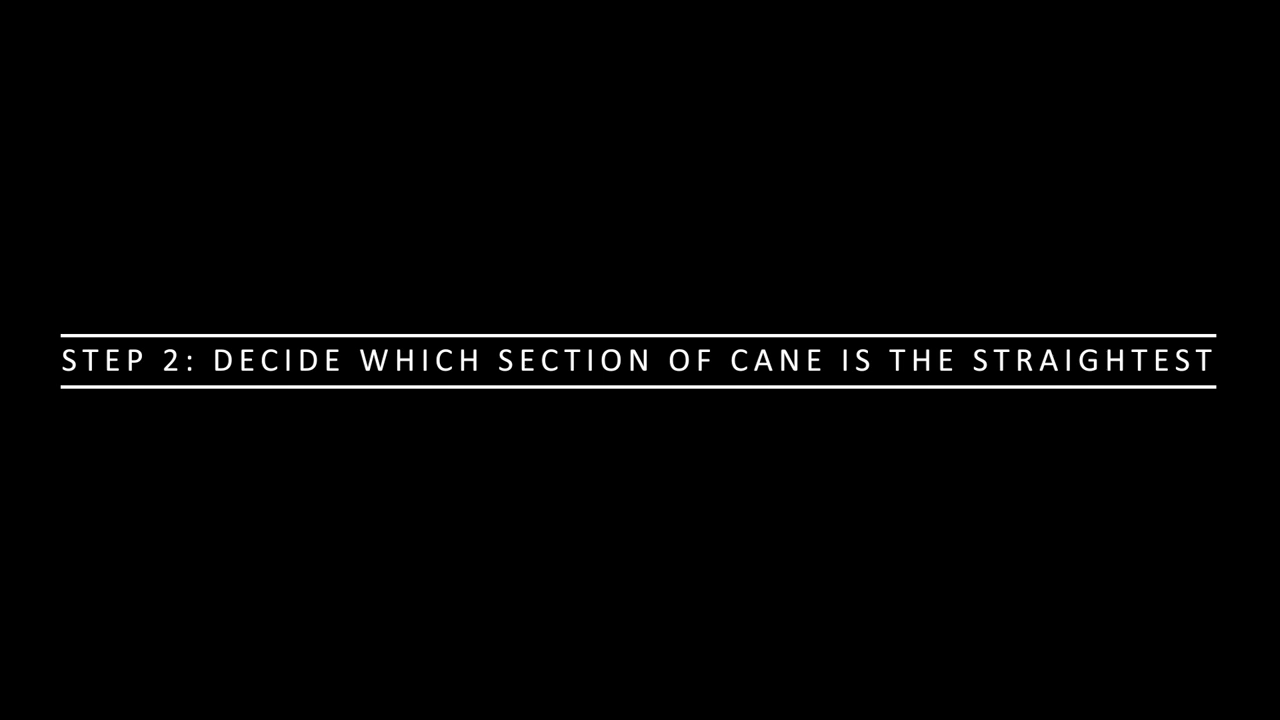 STEP 2: DECIDE WHICH SECTION OF CANE IS THE STRAIGHTEST